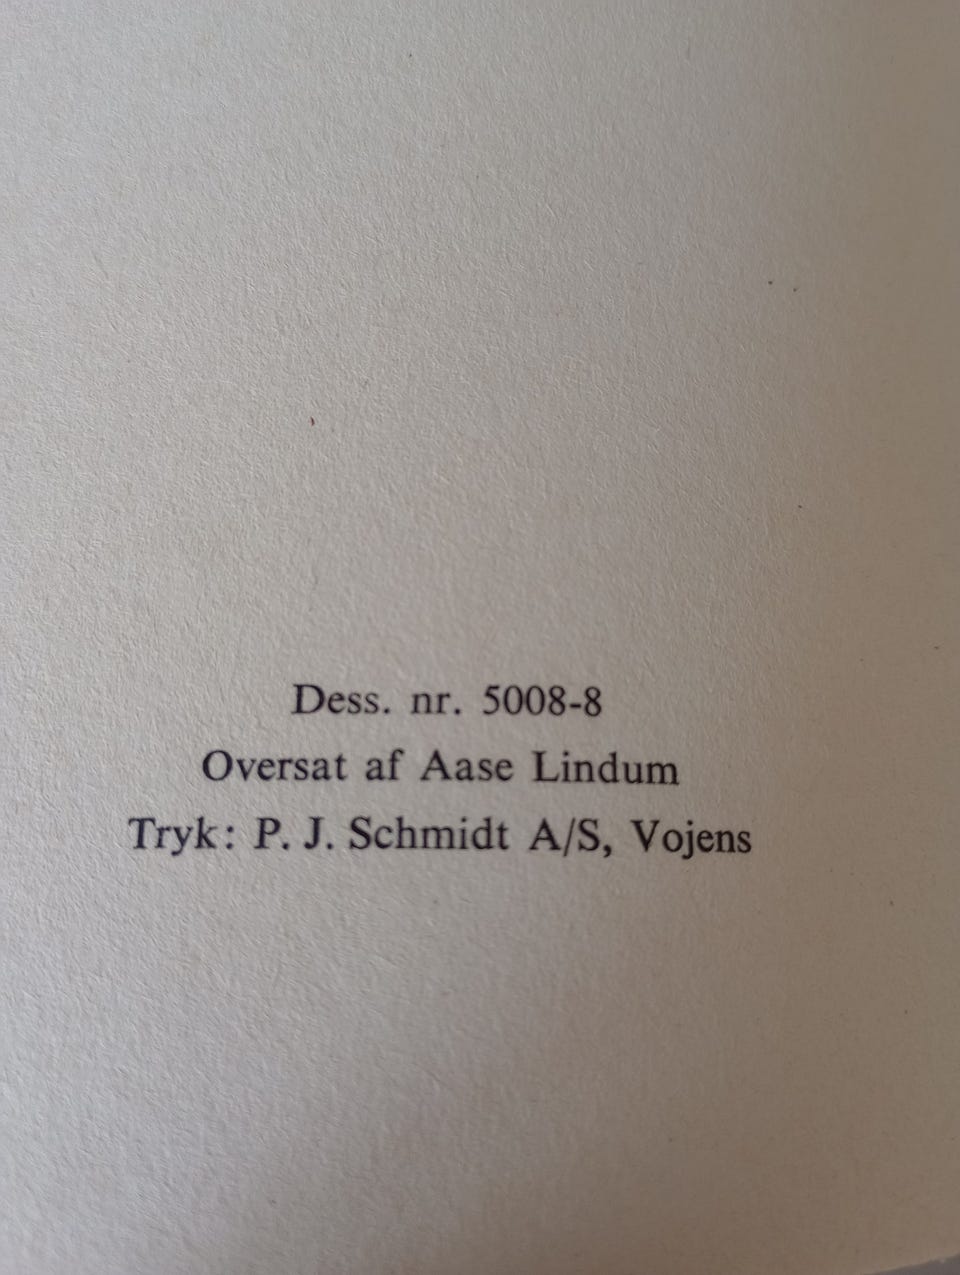 Dess. nr. 5008-8
Oversat af Aase Lindum
Tryk: P. J. Schmidt A/S, Vojens